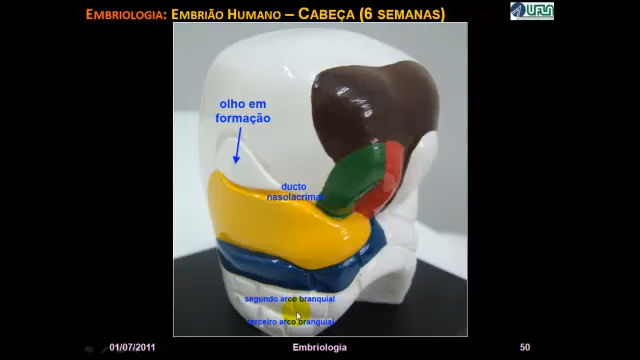 EMBRIOLOGIA: EMBRIÃO HUMANO – CABEÇA (6 SEMANAS)
UFLA
olho em
formação
ducto
nasolacrimal
segundo arco branquial
terceiro arco branquial
01/07/2011
Embriologia
50